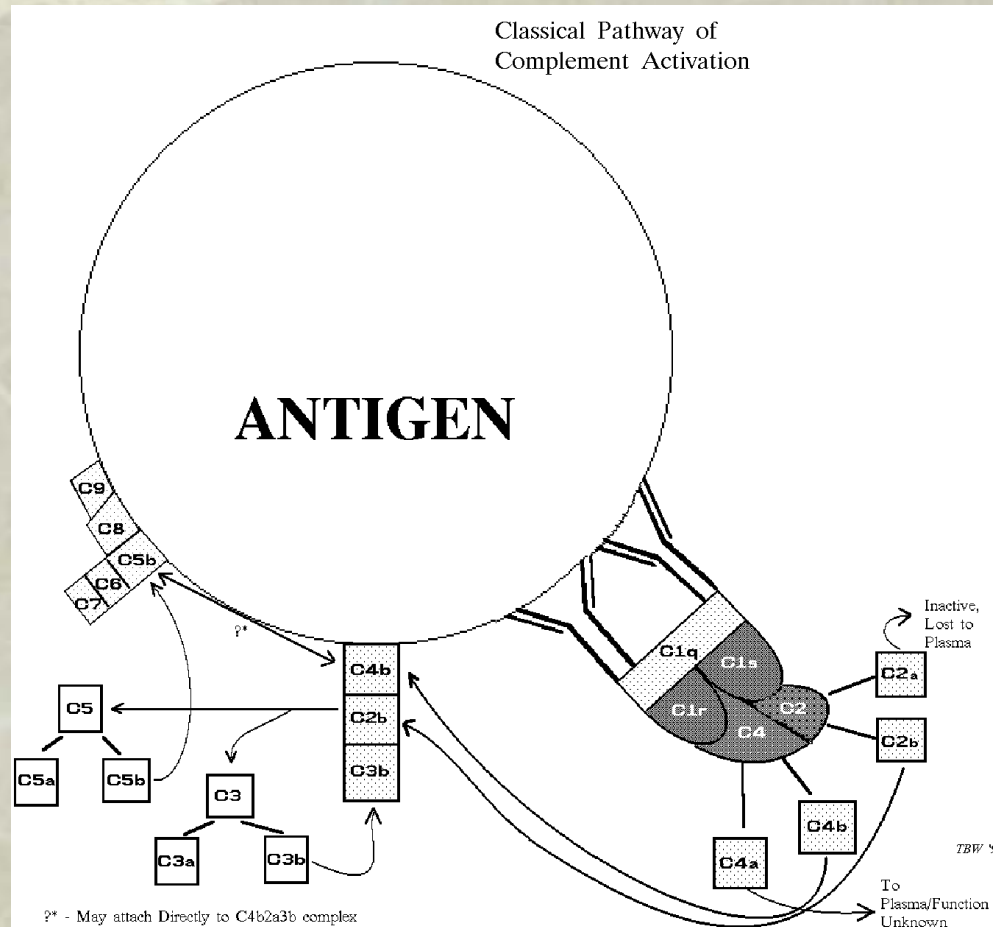 Classical Pathway of
Complement Activation
ANTIGEN
C9
C8
C5b
C6
C7
?*
C4b
C2b
C3b
C5
C5a
C5b
C3
C3a
C3b
C1q
C1s
C1r
C2
C4
C2a
C2b
C4b
C4a
Inactive,
Lost to
Plasma
TBW
To
Plasma/Function
Unknown
?* - May attach Directly to C4b2a3b complex